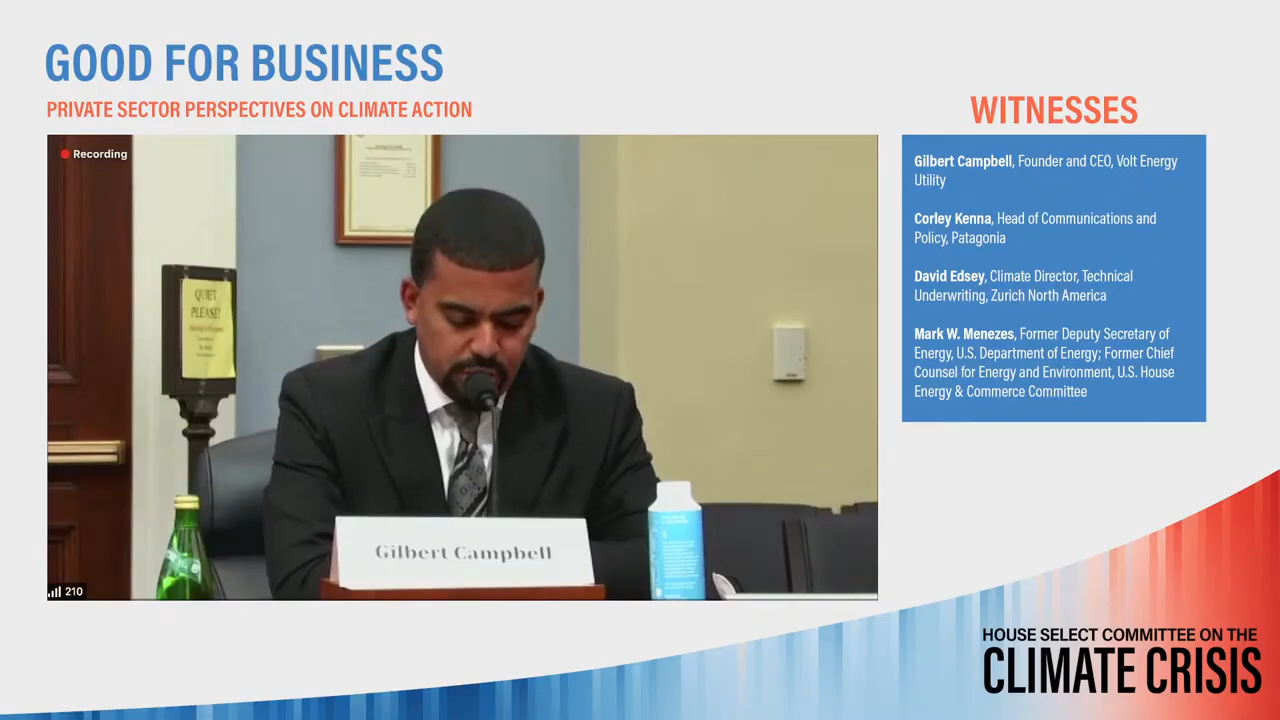 GOOD FOR BUSINESS
PRIVATE SECTOR PERSPECTIVES ON CLIMATE ACTION
WITNESSES
Recording
Gilbert Campbell, Founder and CEO, Volt Energy
Utility
Corley Kenna, Head of Communications and
Policy, Patagonia
David Edsey, Climate Director, Technical
Underwriting, Zurich North America
Mark W. Menezes, Former Deputy Secretary of
Energy, U.S. Department of Energy; Former Chief
Counsel for Energy and Environment, U.S. House
Energy & Commerce Committee
QUIET
PLEASE!
Gilbert Campbell
210
HOUSE SELECT COMMITTEE ON THE
CLIMATE CRISIS